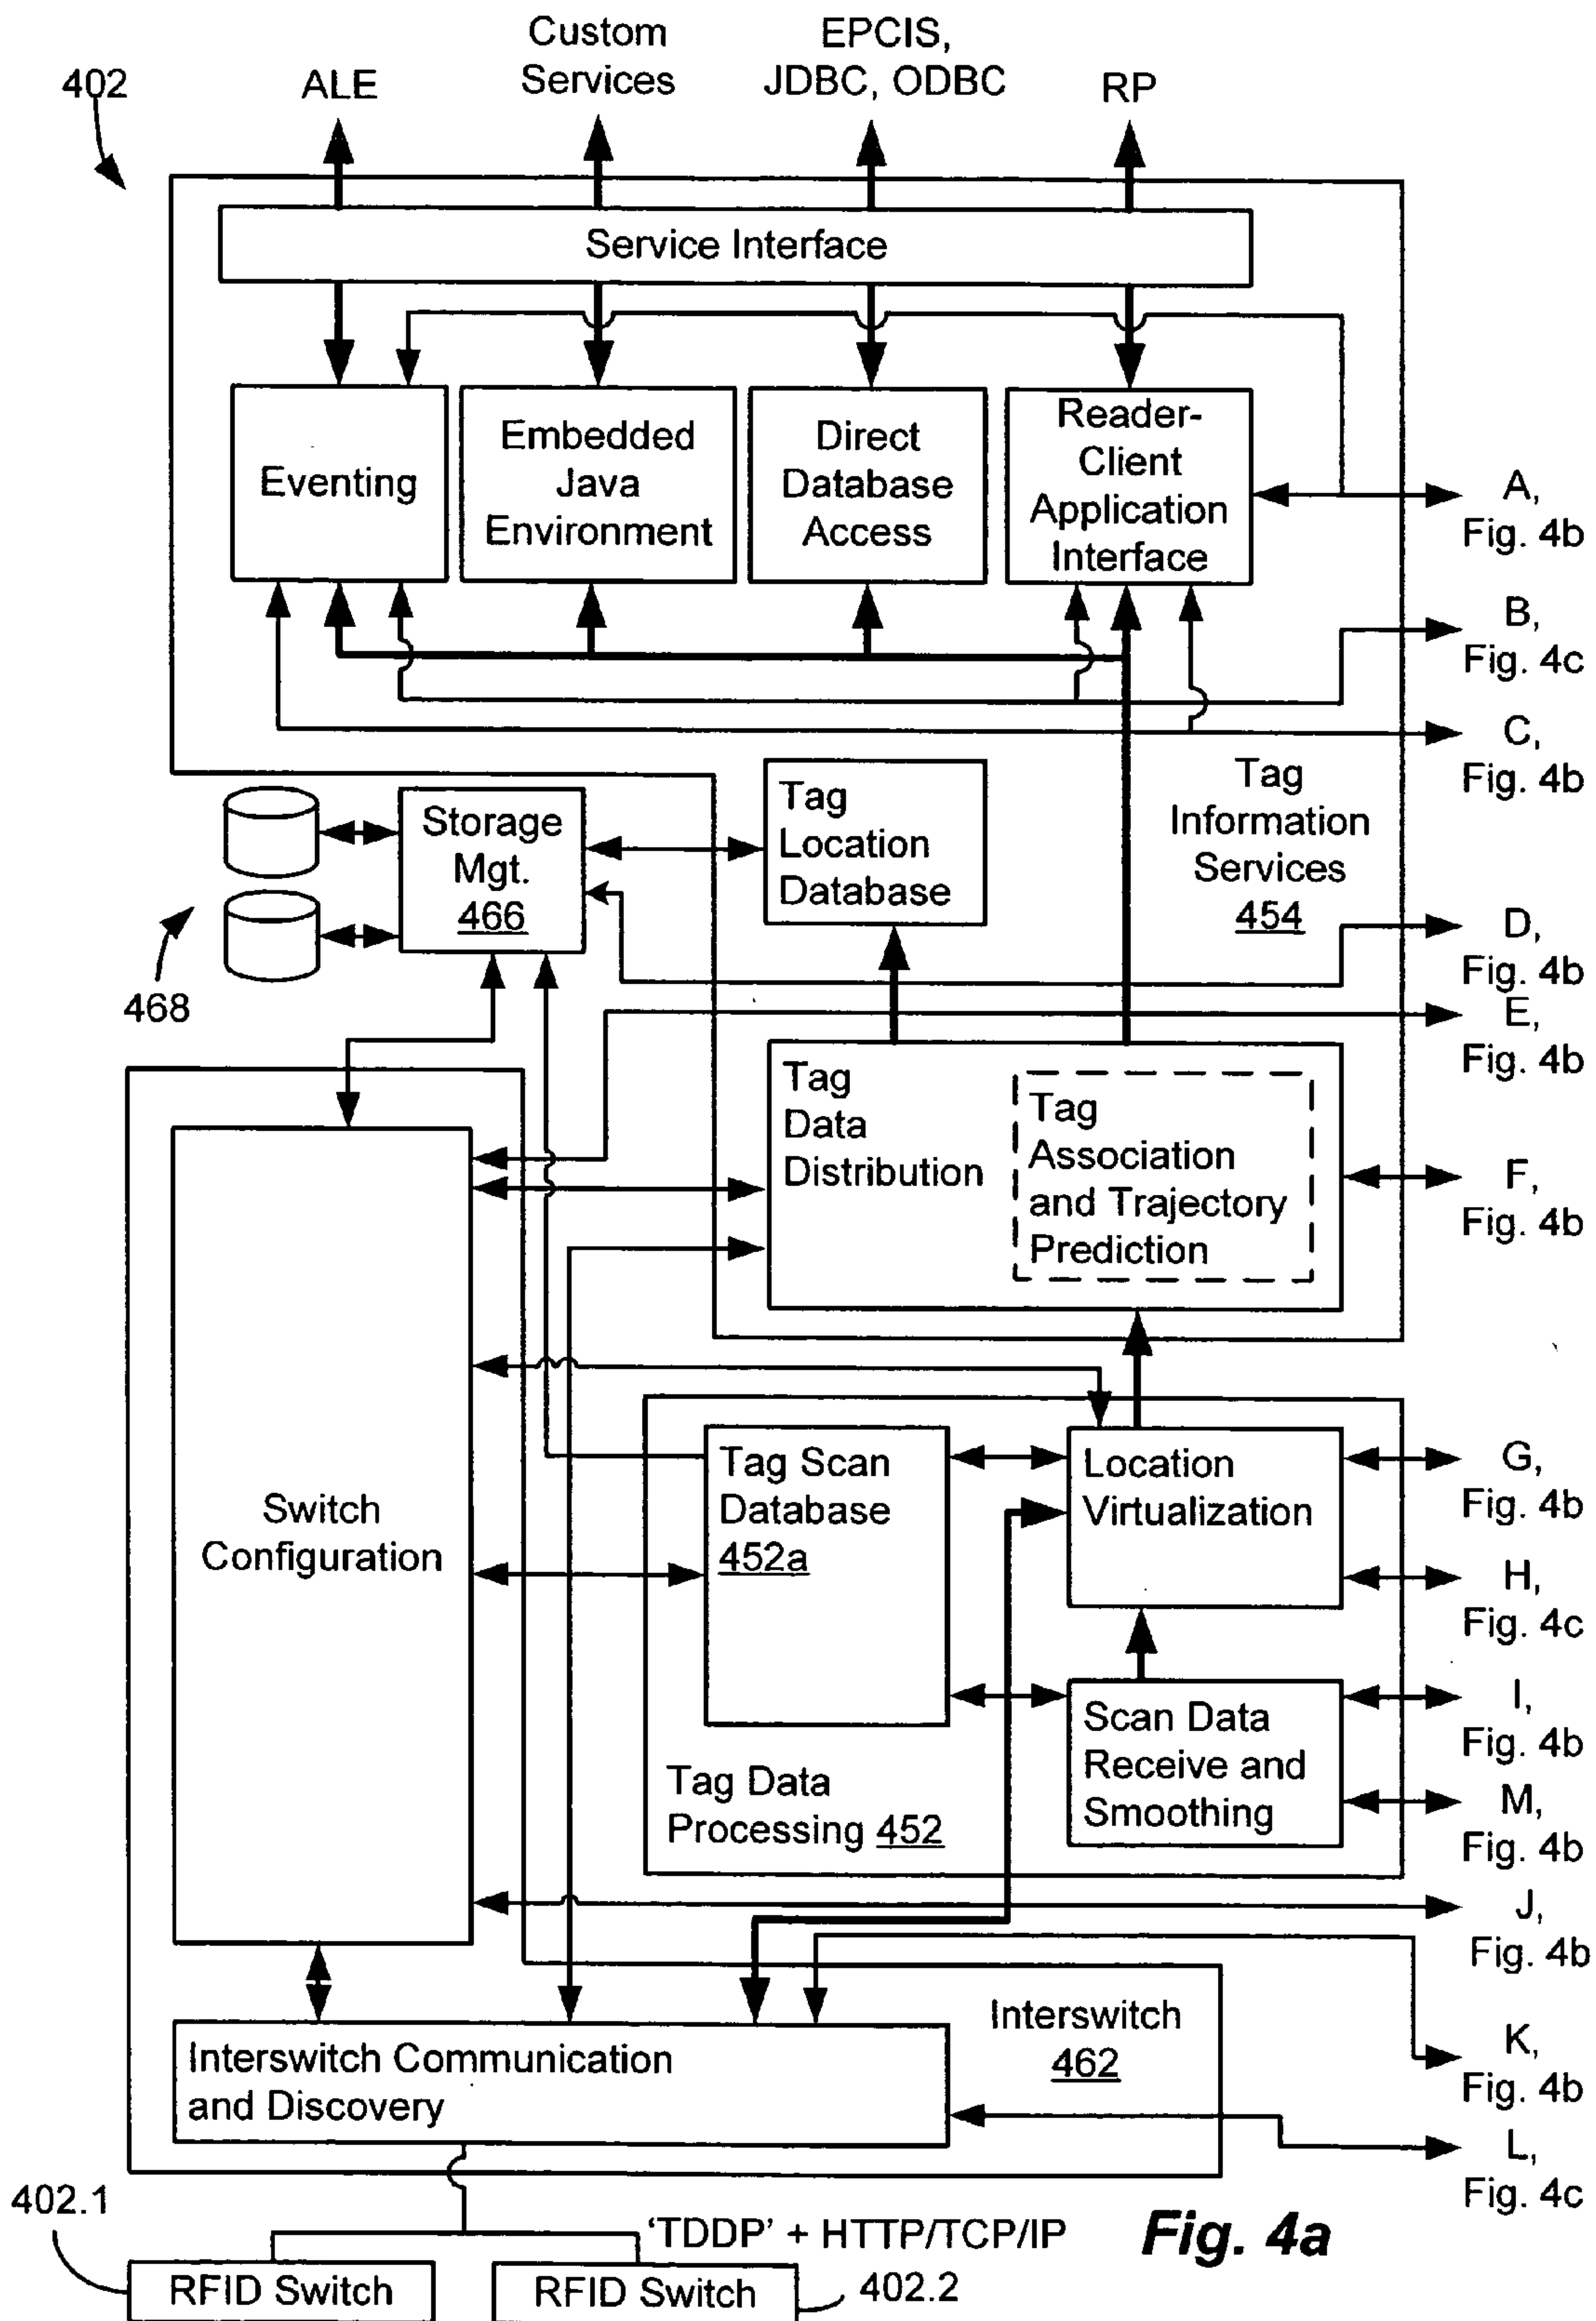 Custom
Services
EPCIS,
JDBC, ODBC
402
ALE
RP
Service Interface
Eventing
Embedded
Java
Environment
Direct
Database
Access
Reader-
Client
Application
Interface
A,
Fig. 4b
B,
Fig. 4c
C,
Fig. 4b
Storage
Mgt.
466
468
Tag
Location
Database
Tag
Information
Services
454
D,
Fig. 4b
E,
Fig. 4b
Tag
Data
Distribution
Tag
Association
and Trajectory
Prediction
F,
Fig. 4b
Switch
Configuration
Tag Scan
Database
452a
Location
Virtualization
G,
Fig. 4b
H,
Fig. 4c
Scan Data
Receive and
Smoothing
I,
Fig. 4b
M,
Fig. 4b
Tag Data
Processing 452
J,
Fig. 4b
Interswitch
462
Interswitch Communication
and Discovery
K,
Fig. 4b
L,
Fig. 4c
402.1
'TDDP' + HTTP/TCP/IP
Fig. 4a
RFID Switch
RFID Switch
402.2